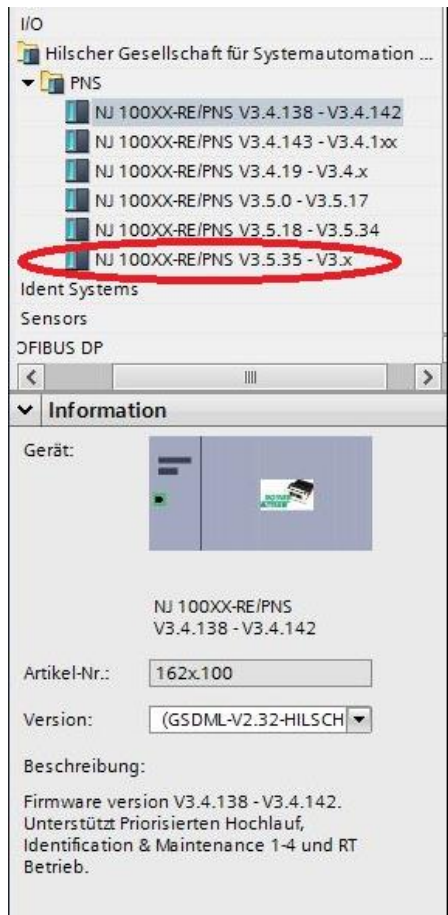 I/O
Hilscher Gesellschaft für Systemautomation ...
PNS
NJ 100XX-RE/PNS V3.4.138 - V3.4.142
NJ 100XX-RE/PNS V3.4.143 - V3.4.1xx
NJ 100XX-RE/PNS V3.4.19 - V3.4.x
NJ 100XX-RE/PNS V3.5.0 - V3.5.17
NJ 100XX-RE/PNS V3.5.18 - V3.5.34
NJ 100XX-RE/PNS V3.5.35 - V3.x
Ident Systems
Sensors
OFIBUS DP
Information
Gerät:
NJ 100XX-RE/PNS
V3.4.138 - V3.4.142
Artikel-Nr.: 162x.100
Version: (GSDML-V2.32-HILSCH
Beschreibung:
Firmware version V3.4.138 - V3.4.142.
Unterstützt Priorisierten Hochlauf,
Identification & Maintenance 1-4 und RT
Betrieb.